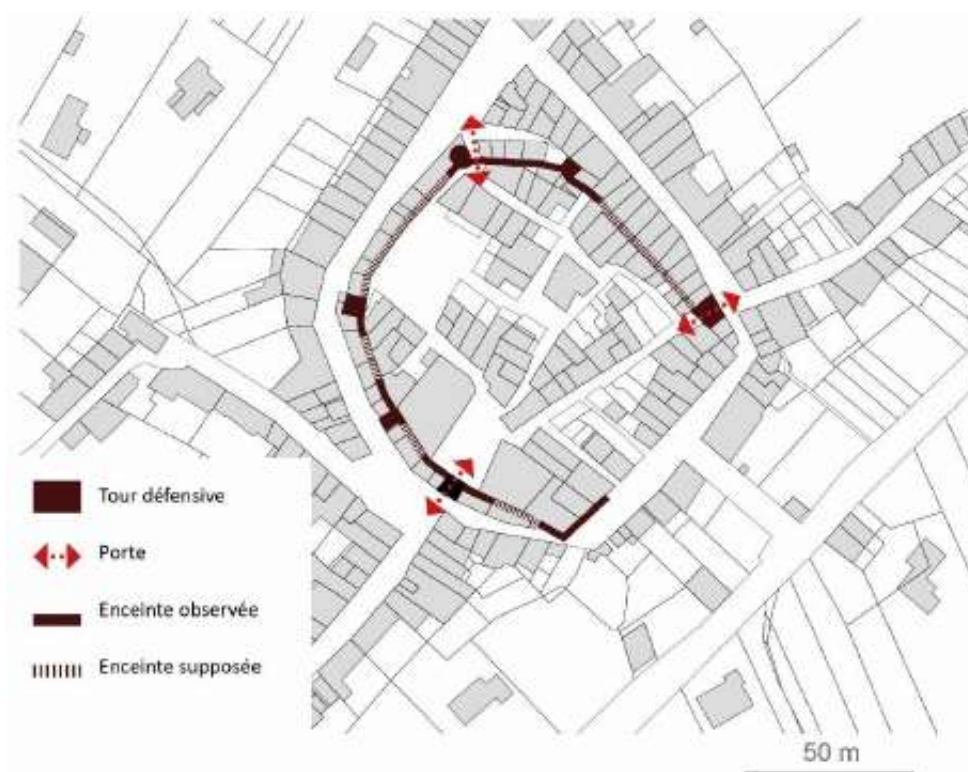 Tour défensive
Porte
Enceinte observée
Enceinte supposée
50 m